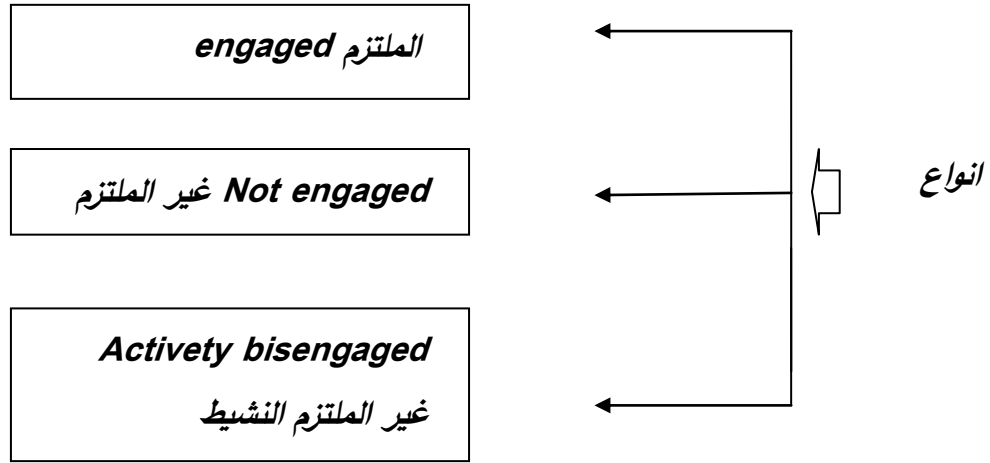 انواع
الملتزم engaged
Not engaged غير الملتزم
Activety bisengaged
غير الملتزم النشيط